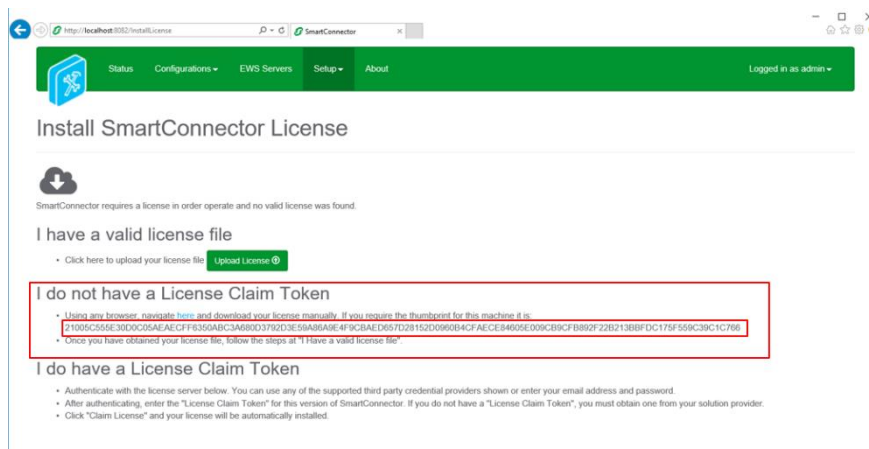 http://localhost:8082/installLicense
SmartConnector
Status Configurations EWS Servers Setup About Logged in as admin
Install SmartConnector License
SmartConnector requires a license in order operate and no valid license was found.
I have a valid license file
Click here to upload your license file Upload License
I do not have a License Claim Token
Using any browser, navigate here and download your license manually. If you require the thumbprint for this machine it is:
21005C555E30D0C05AEAECFF6350ABC3A680D3792D3E59A86A9E4F9CBAED657D28152D0960B4CFAECE84605E009CB9CFB892F22B213BBFDC175F559C39C1C766
Once you have obtained your license file, follow the steps at "I Have a valid license file".
I do have a License Claim Token
Authenticate with the license server below. You can use any of the supported third party credential providers shown or enter your email address and password.
After authenticating, enter the "License Claim Token" for this version of SmartConnector. If you do not have a "License Claim Token", you must obtain one from your solution provider.
Click "Claim License" and your license will be automatically installed.